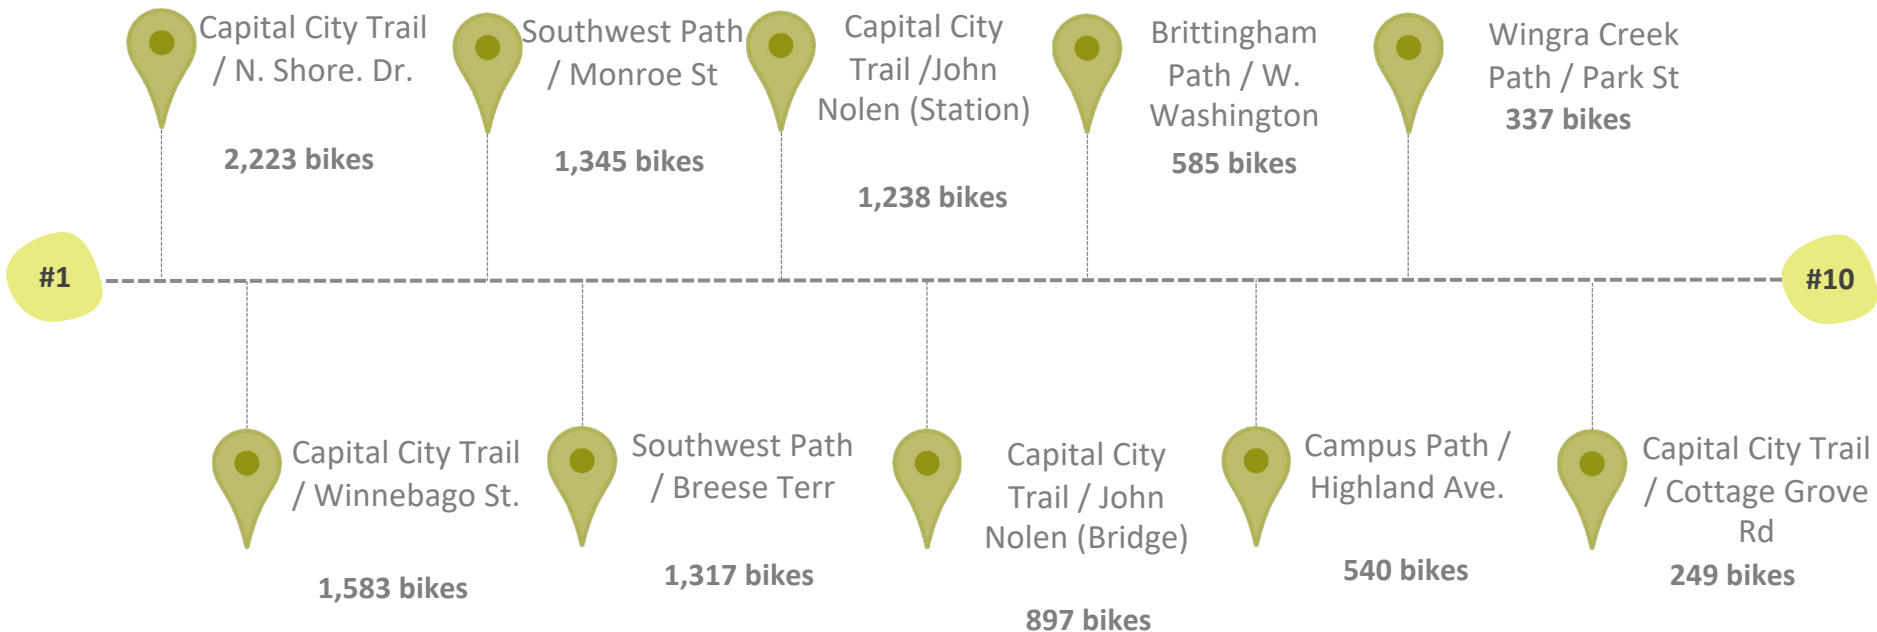 Capital City Trail
/ N. Shore. Dr.
2,223 bikes
Southwest Path
/ Monroe St
1,345 bikes
Capital City
Trail /John
Nolen (Station)
1,238 bikes
Brittingham
Path / W.
Washington
585 bikes
Wingra Creek
Path / Park St
337 bikes
#1
#10
Capital City Trail
/ Winnebago St.
1,583 bikes
Southwest Path
/ Breese Terr
1,317 bikes
Capital City
Trail / John
Nolen (Bridge)
897 bikes
Campus Path /
Highland Ave.
540 bikes
Capital City Trail
/ Cottage Grove
Rd
249 bikes